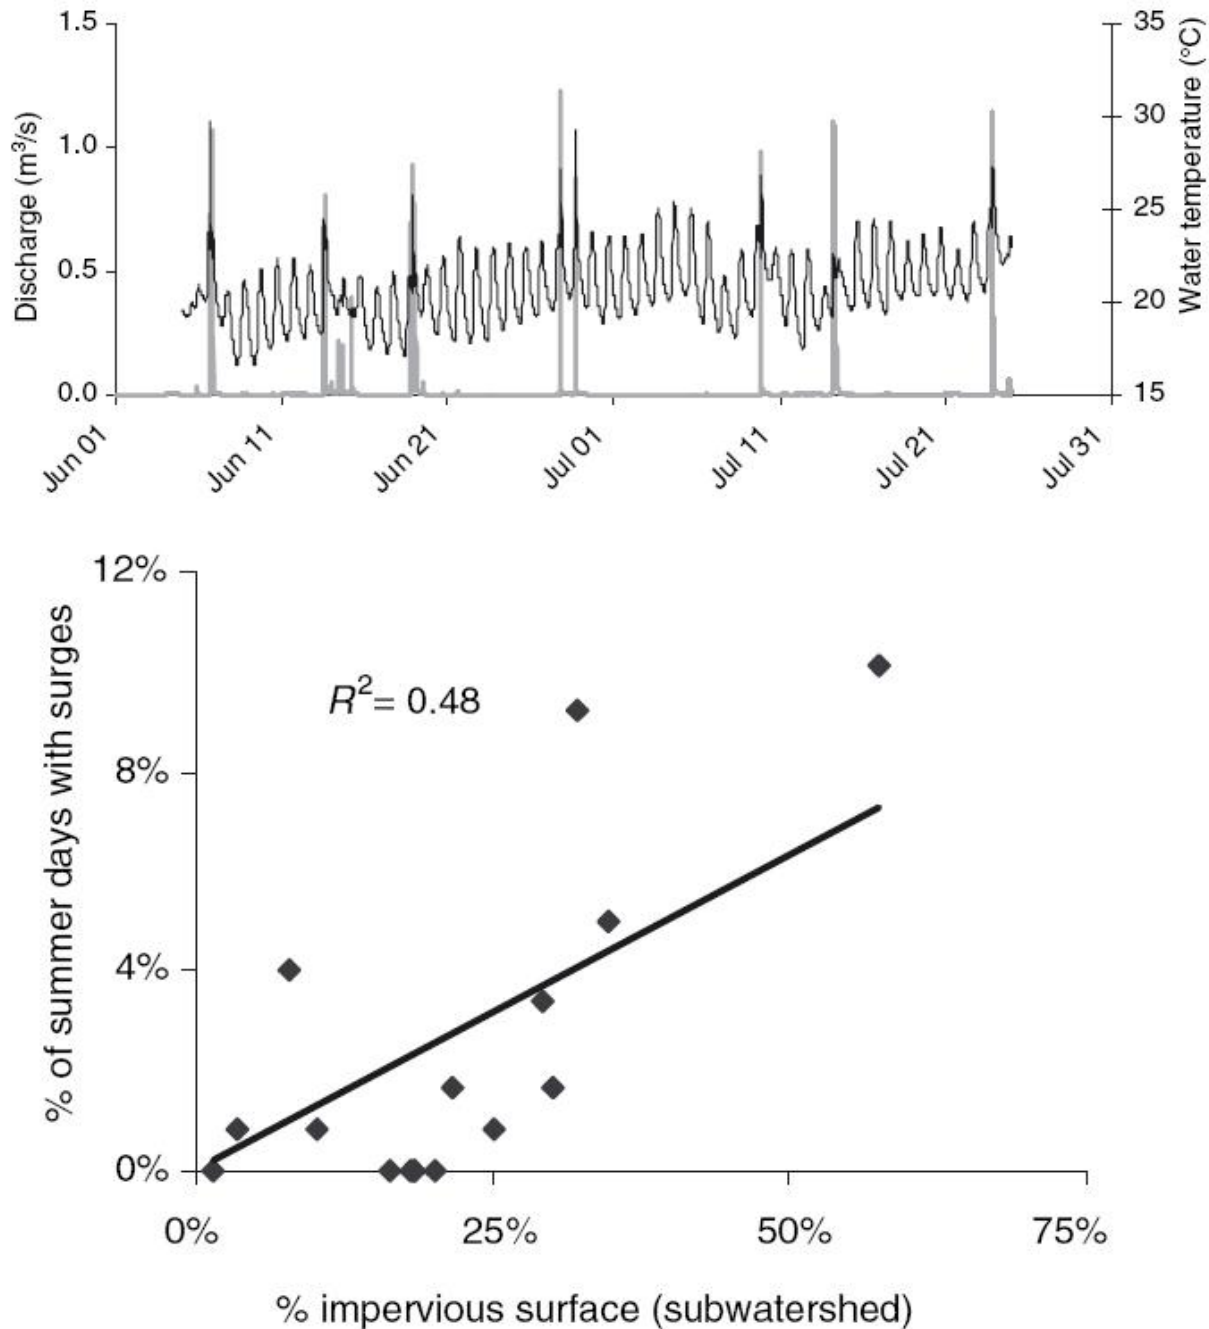 1.5
1.0
0.5
0.0
Discharge (m³/s)
35
30
25
20
15
Water temperature (°C)
Jun 01
Jun 11
Jun 21
Jul 01
Jul 11
Jul 21
Jul 31
12%
8%
4%
0%
% of summer days with surges
R²= 0.48
0%
25%
50%
75%
% impervious surface (subwatershed)